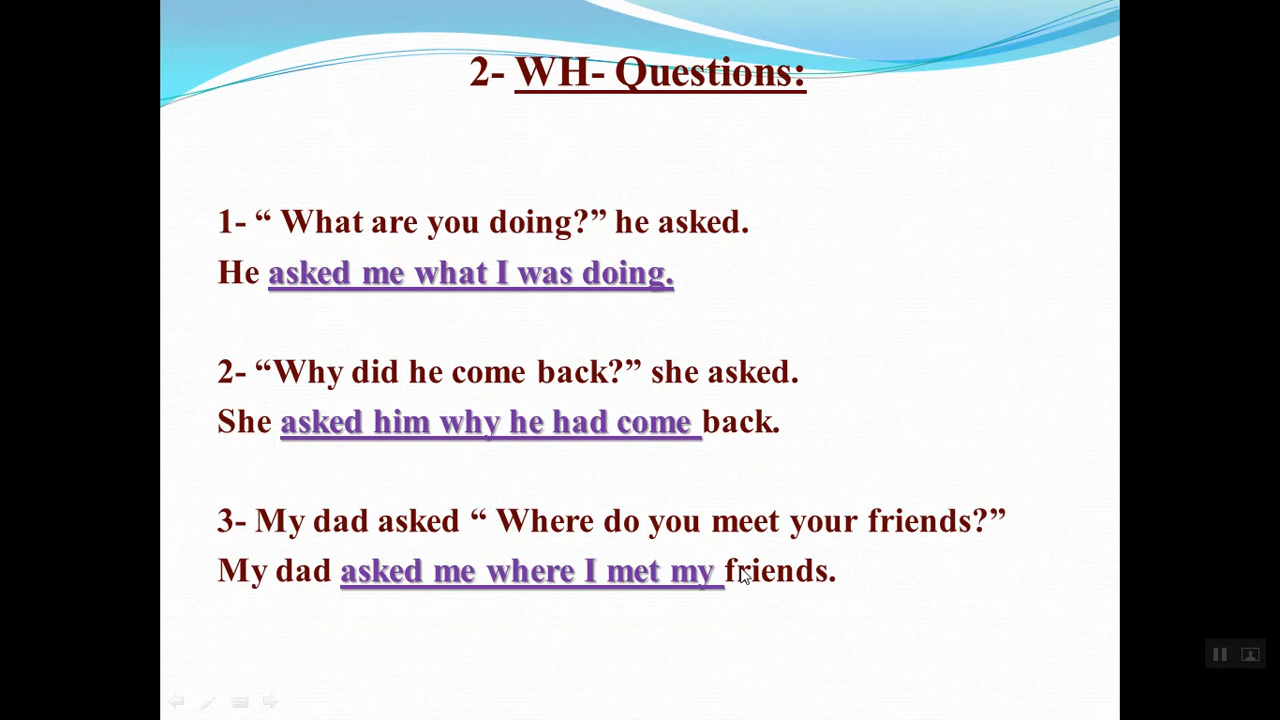 2- WH- Questions:
1- “ What are you doing?” he asked.
He asked me what I was doing.
2- “Why did he come back?” she asked.
She asked him why he had come back.
3- My dad asked “ Where do you meet your friends?”
My dad asked me where I met my friends.